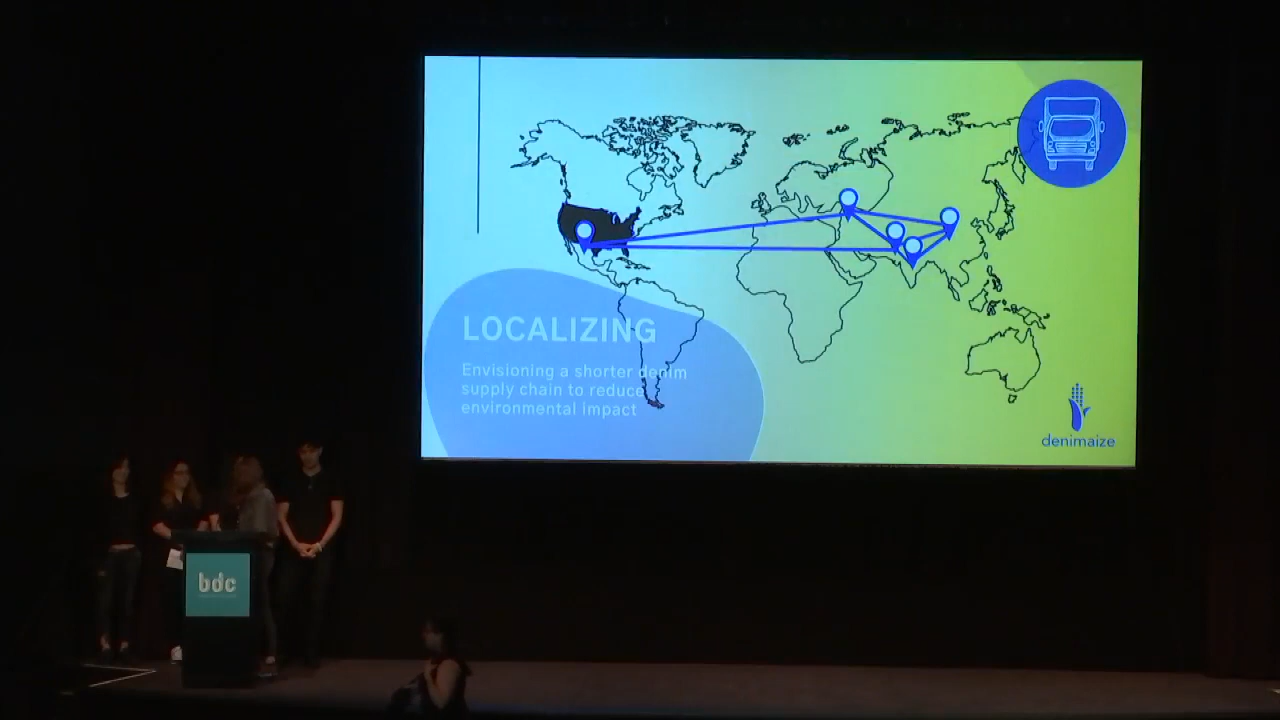 LOCALIZING
Envisioning a shorter denim
supply chain to reduce
environmental impact
denimaize
bdc